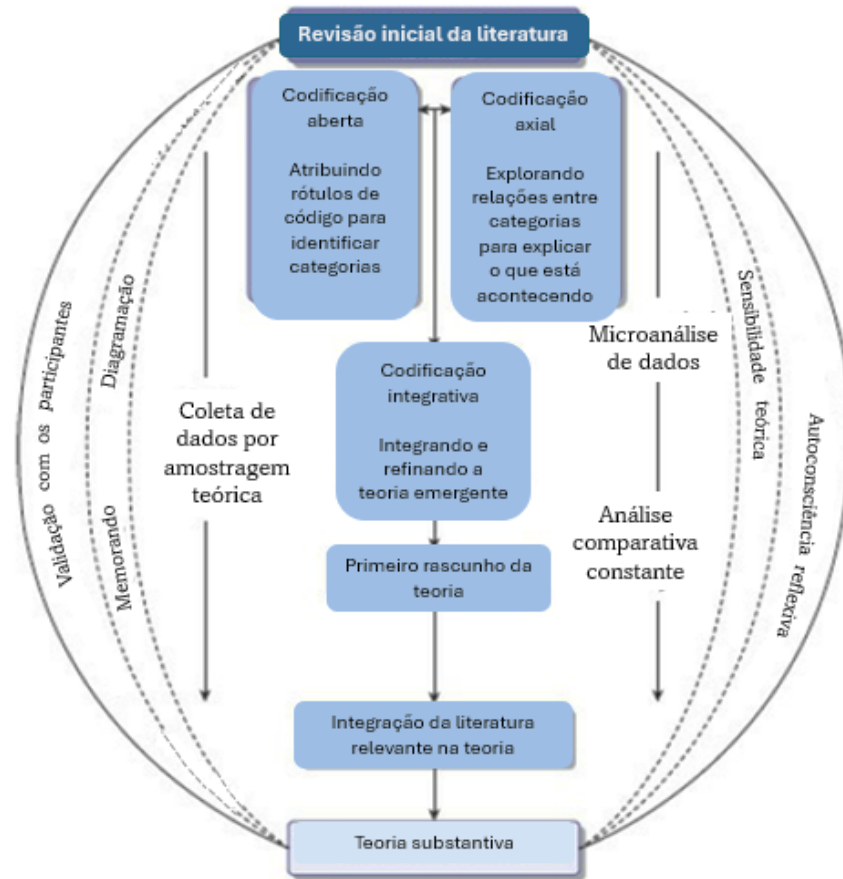 Revisão inicial da literatura
Codificação
aberta
Atribuindo
rótulos de
código para
identificar
categorias
Codificação
axial
Explorando
relações entre
categorias
para explicar
o que está
acontecendo
Validação com os participantes
Memorando
Diagramação
Coleta de
dados por
amostragem
teórica
Codificação
integrativa
Integrando e
refinando a
teoria emergente
Microanálise
de dados
Análise
comparativa
constante
Sensibilidade teórica
Autoconsciência reflexiva
Primeiro rascunho da
teoria
Integração da literatura
relevante na teoria
Teoria substantiva